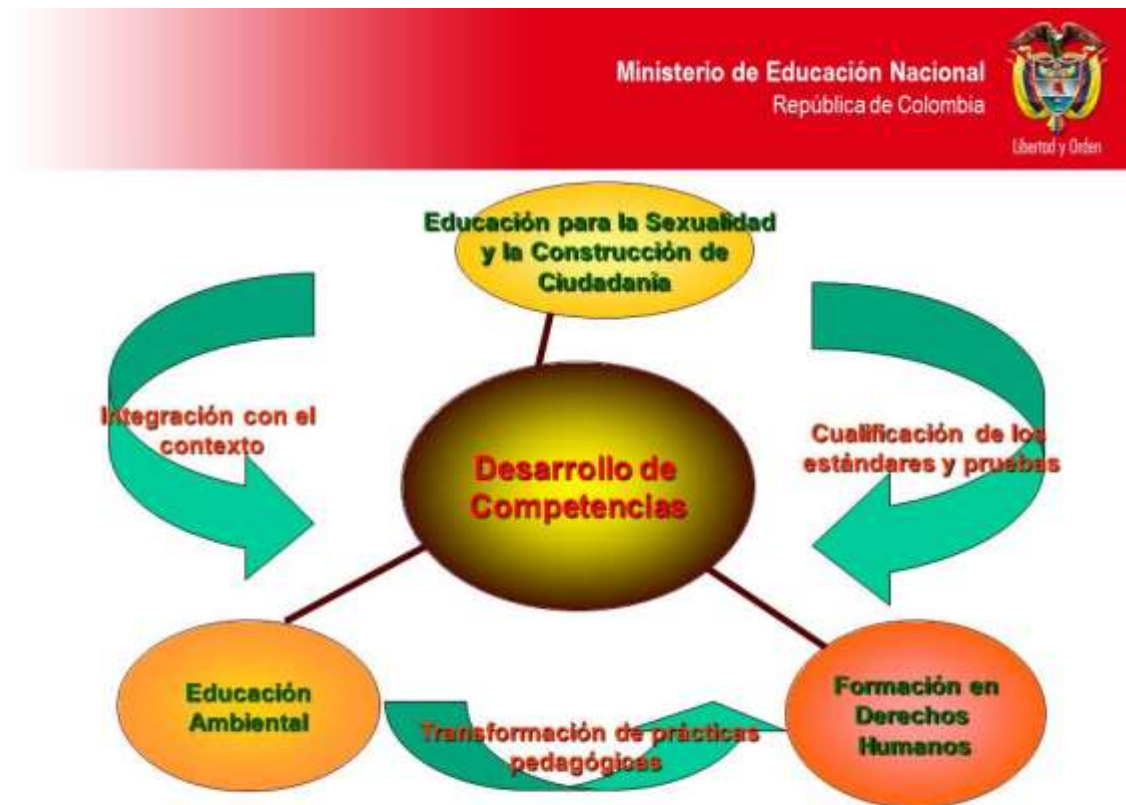 Ministerio de Educación Nacional
República de Colombia
Libertad y Orden
Educación para la Sexualidad
y la Construcción de
Ciudadanía
Integración con el
contexto
Cualificación de los
estándares y pruebas
Desarrollo de
Competencias
Educación
Ambiental
Transformación de prácticas
pedagógicas
Formación en
Derechos
Humanos